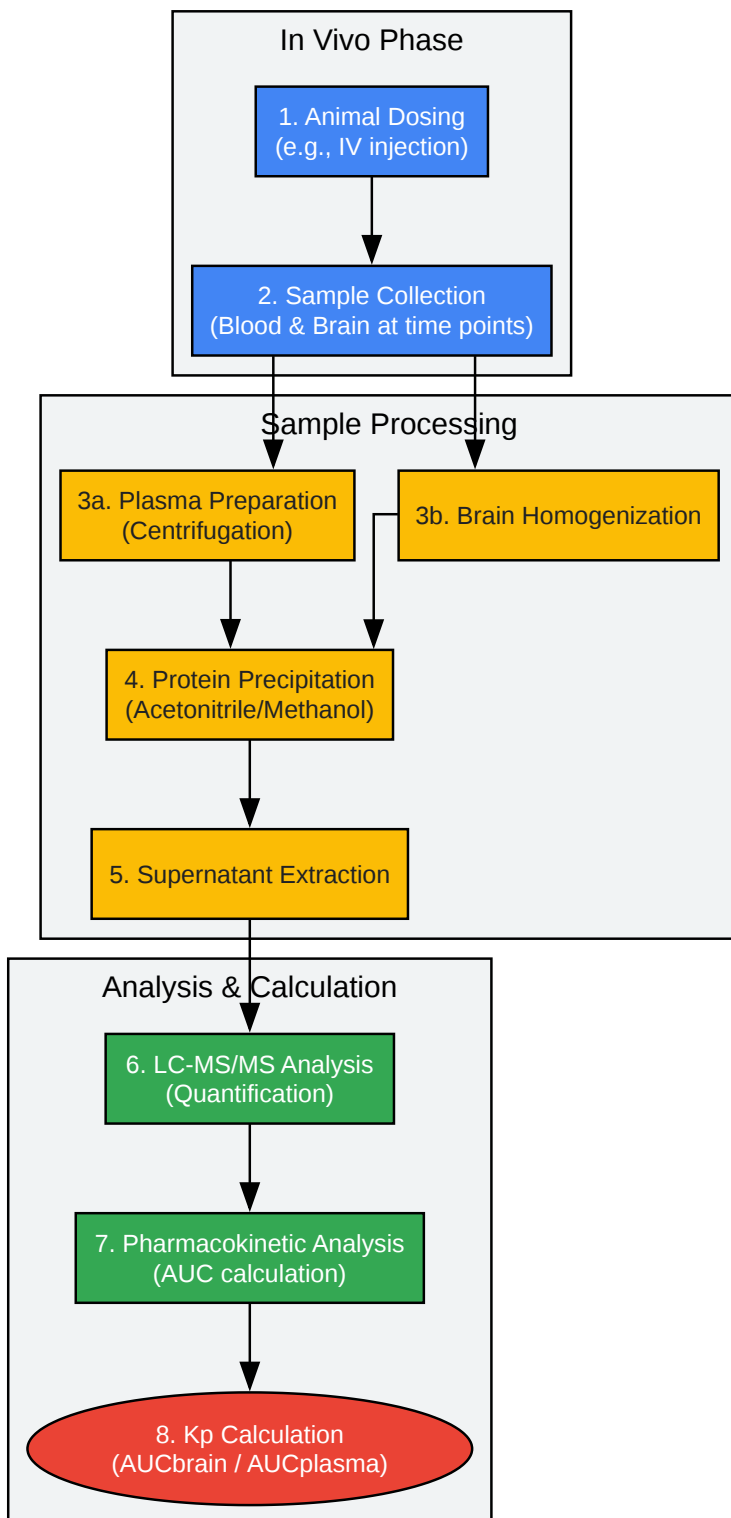 In Vivo Phase
1. Animal Dosing
(e.g., IV injection)
2. Sample Collection
(Blood & Brain at time points)
Sample Processing
3a. Plasma Preparation
(Centrifugation)
3b. Brain Homogenization
4. Protein Precipitation
(Acetonitrile/Methanol)
5. Supernatant Extraction
Analysis & Calculation
6. LC-MS/MS Analysis
(Quantification)
7. Pharmacokinetic Analysis
(AUC calculation)
8. Kp Calculation
(AUCbrain / AUCplasma)